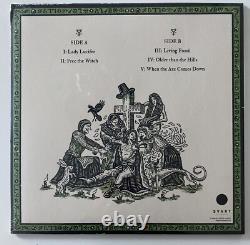 SIDE A
I: Lady Lucifer
II: Free the Witch
SIDE B
III: Living Fossil
IV: Older than the Hills
V: When the Axe Comes Down
SVART